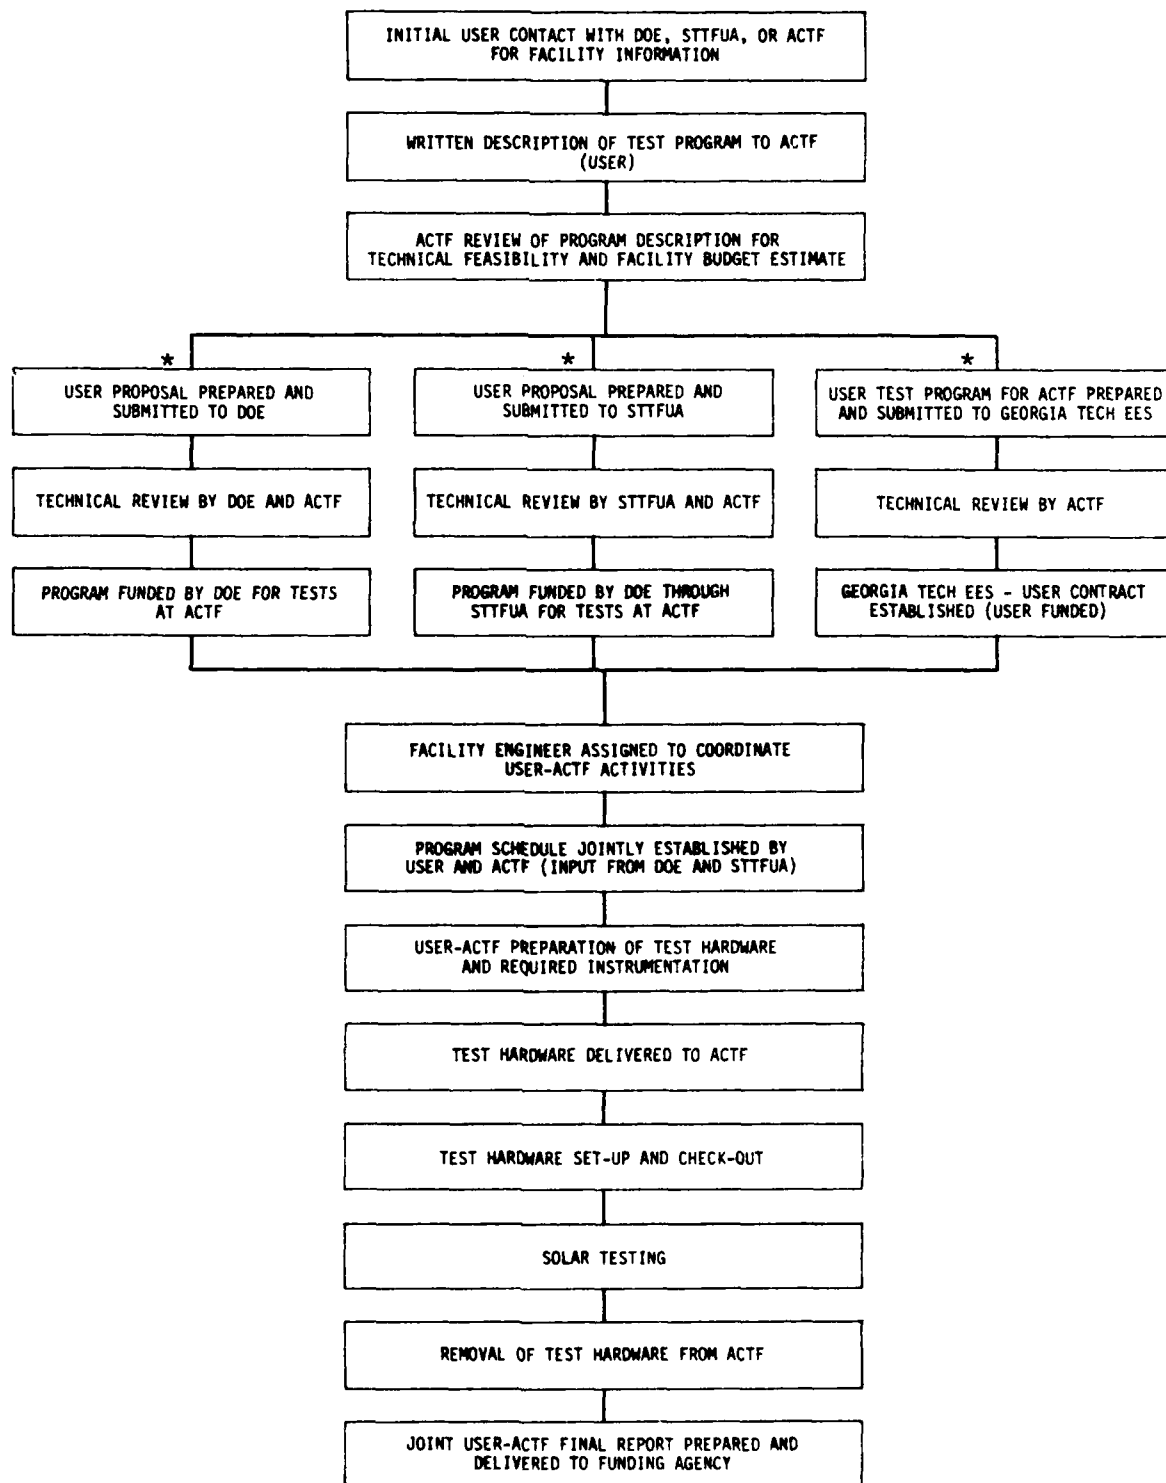 INITIAL USER CONTACT WITH DOE, STTFUA, OR ACTF
FOR FACILITY INFORMATION
WRITTEN DESCRIPTION OF TEST PROGRAM TO ACTF
(USER)
ACTF REVIEW OF PROGRAM DESCRIPTION FOR
TECHNICAL FEASIBILITY AND FACILITY BUDGET ESTIMATE
*
USER PROPOSAL PREPARED AND
SUBMITTED TO DOE
TECHNICAL REVIEW BY DOE AND ACTF
PROGRAM FUNDED BY DOE FOR TESTS
AT ACTF
*
USER PROPOSAL PREPARED AND
SUBMITTED TO STTFUA
TECHNICAL REVIEW BY STTFUA AND ACTF
PROGRAM FUNDED BY DOE THROUGH
STTFUA FOR TESTS AT ACTF
*
USER TEST PROGRAM FOR ACTF PREPARED
AND SUBMITTED TO GEORGIA TECH EES
TECHNICAL REVIEW BY ACTF
GEORGIA TECH EES - USER CONTRACT
ESTABLISHED (USER FUNDED)
FACILITY ENGINEER ASSIGNED TO COORDINATE
USER-ACTF ACTIVITIES
PROGRAM SCHEDULE JOINTLY ESTABLISHED BY
USER AND ACTF (INPUT FROM DOE AND STTFUA)
USER-ACTF PREPARATION OF TEST HARDWARE
AND REQUIRED INSTRUMENTATION
TEST HARDWARE DELIVERED TO ACTF
TEST HARDWARE SET-UP AND CHECK-OUT
SOLAR TESTING
REMOVAL OF TEST HARDWARE FROM ACTF
JOINT USER-ACTF FINAL REPORT PREPARED AND
DELIVERED TO FUNDING AGENCY